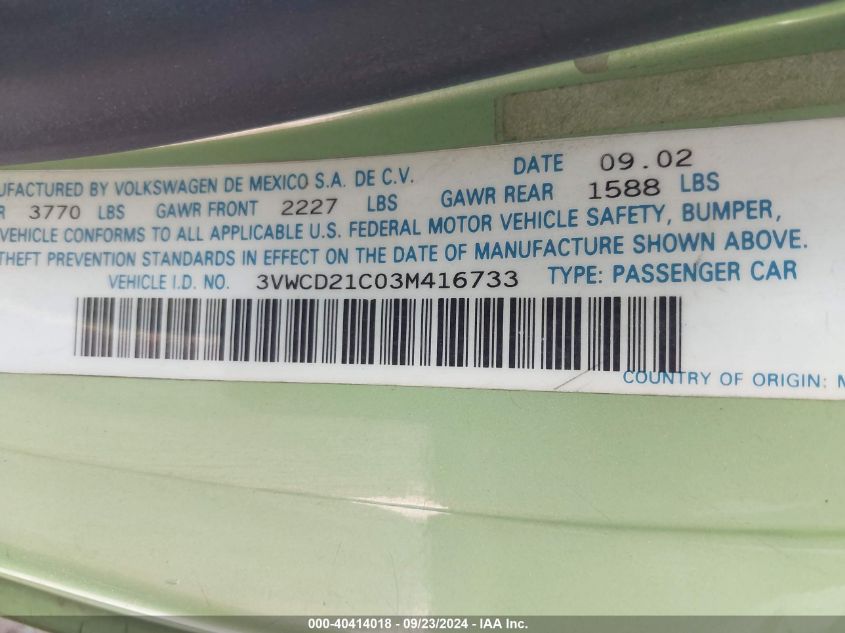 DATE 09.02
UFACTURED BY VOLKSWAGEN DE MEXICO S.A. DE C.V.
R 3770 LBS GAWR FRONT 2227 LBS GAWR REAR 1588 LBS
VEHICLE CONFORMS TO ALL APPLICABLE U.S. FEDERAL MOTOR VEHICLE SAFETY, BUMPER,
THEFT PREVENTION STANDARDS IN EFFECT ON THE DATE OF MANUFACTURE SHOWN ABOVE.
VEHICLE I.D. NO. 3VWCD21C03M416733 TYPE: PASSENGER CAR
COUNTRY OF ORIGIN: M
000-40414018 - 09/23/2024 - IAA Inc.